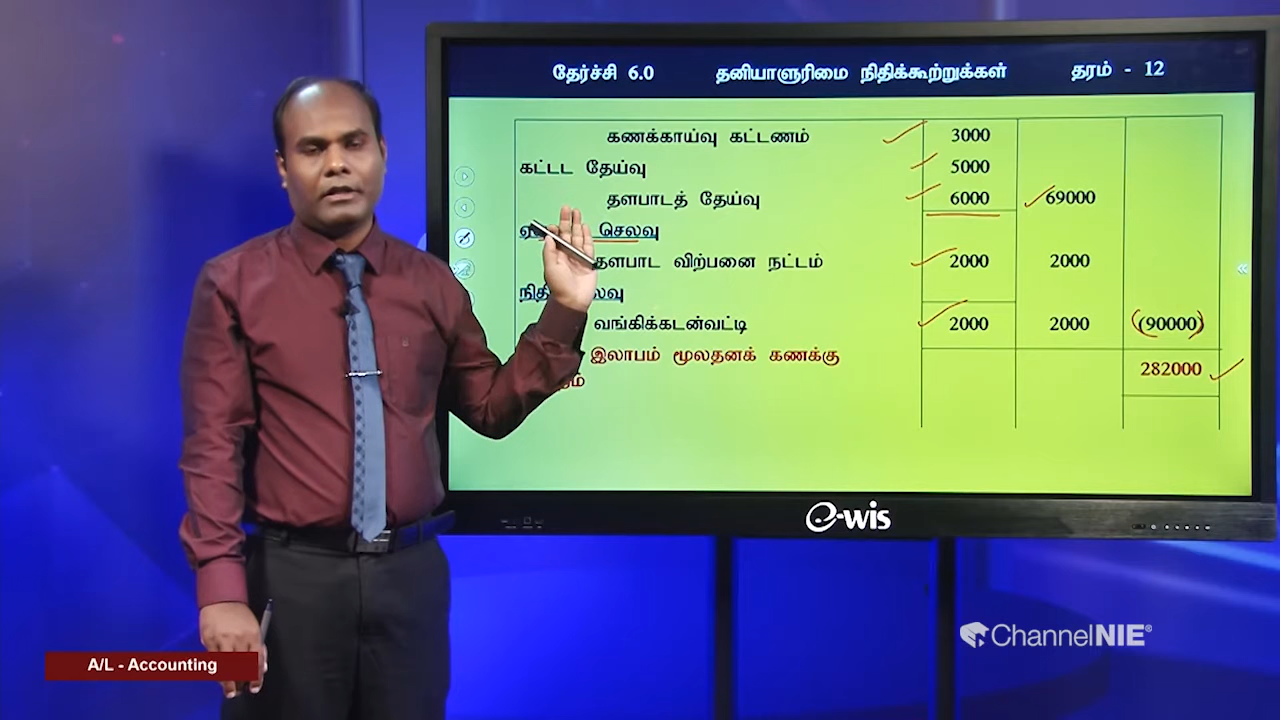 தேர்ச்சி 6.0 தனியாளுரிமை நிதிக்கூற்றுக்கள் தரம் - 12
கணக்காய்வு கட்டணம் 3000
கட்டட தேய்வு 5000
தளபாடத் தேய்வு 6000 69000
செலவு
தளபாட விற்பனை நட்டம் 2000 2000
வங்கிக்கடன்வட்டி 2000 2000 (90000)
இலாபம் மூலதனக் கணக்கு
282000
e-wis
ChannelNIE®
A/L - Accounting